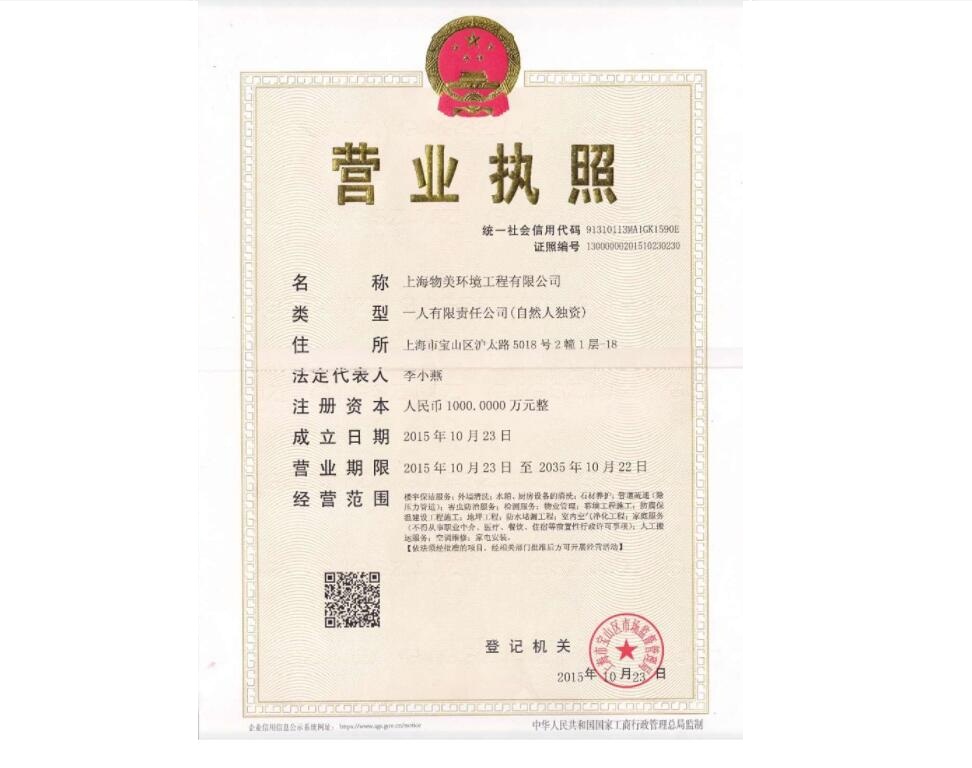 营业执照
统一社会信用代码 91310113MA1GK1590E
证照编号 13000000201510230230
名称 上海物美环境工程有限公司
类型 一人有限责任公司(自然人独资)
住所 上海市宝山区沪太路5018号2幢1层-18
法定代表人 李小燕
注册资本 人民币1000.0000万元整
成立日期 2015年10月23日
营业期限 2015年10月23日 至 2035年10月22日
经营范围 楼宇保洁服务;外墙清洗;水箱、厨房设备的清洗;石材养护;管道疏通(除
压力管道);害虫防治服务;检测服务;物业管理;幕墙工程施工;防腐保
温建设工程施工;地坪工程;防水堵漏工程;室内空气净化工程;家庭服务
(不得从事职业中介、医疗、餐饮、住宿等前置性行政许可事项);人工搬
运服务;空调维修;家电安装。
【依法须经批准的项目,经相关部门批准后方可开展经营活动】
登记机关
上海市宝山区市场监督管理局
2015年10月23日
企业信用信息公示系统网址: https://www.sgs.gov.cn/notice
中华人民共和国国家工商行政管理总局监制